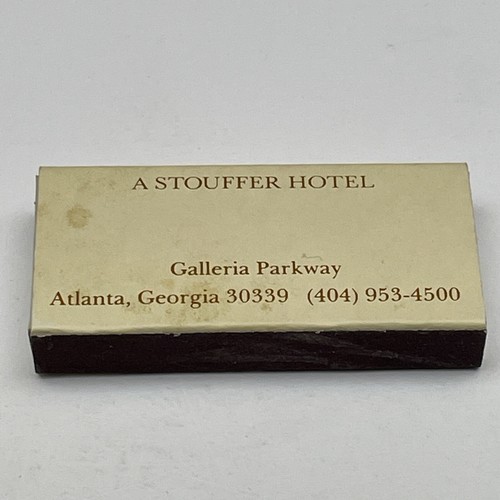 A STOUFFER HOTEL
Galleria Parkway
Atlanta, Georgia 30339 (404) 953-4500